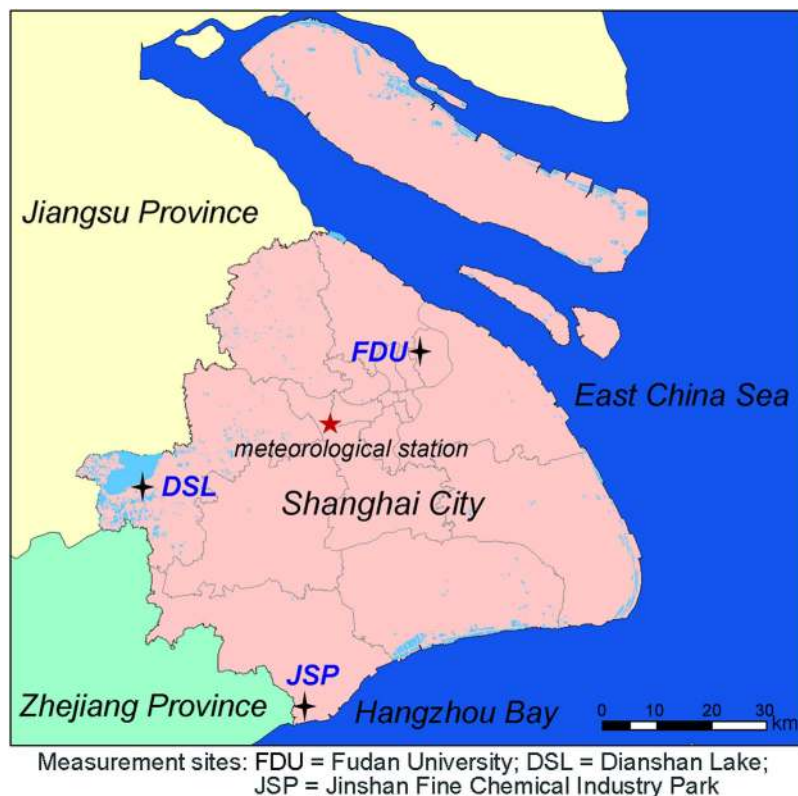 Jiangsu Province
FDU
East China Sea
meteorological station
DSL
Shanghai City
JSP
Zhejiang Province
Hangzhou Bay
0 10 20 30
km
Measurement sites: FDU = Fudan University; DSL = Dianshan Lake;
JSP = Jinshan Fine Chemical Industry Park